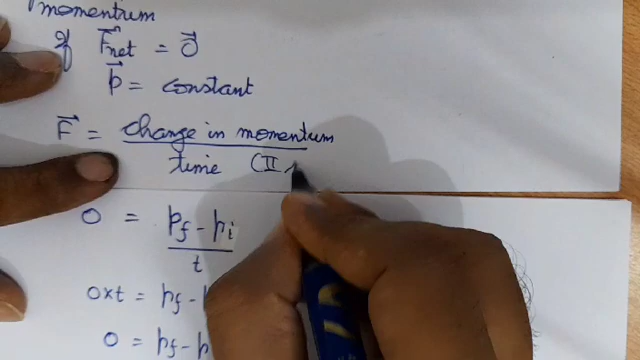 momentum
If F⃗net = 0⃗
p⃗ = constant
F⃗ = change in momentum
time (II
0 = pf - pi
t
0xt = pf -
0 = pf - p